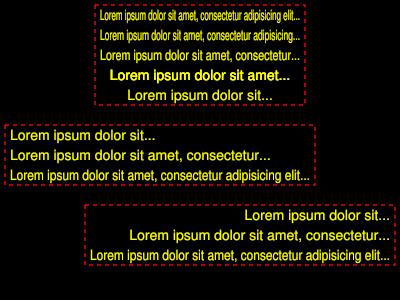 Lorem ipsum dolor sit amet, consectetur adipisicing elit...
Lorem ipsum dolor sit amet, consectetur adipisicing...
Lorem ipsum dolor sit amet, consectetur...
Lorem ipsum dolor sit amet...
Lorem ipsum dolor sit...
Lorem ipsum dolor sit...
Lorem ipsum dolor sit amet, consectetur...
Lorem ipsum dolor sit amet, consectetur adipisicing elit...
Lorem ipsum dolor sit...
Lorem ipsum dolor sit amet, consectetur...
Lorem ipsum dolor sit amet, consectetur adipisicing elit...